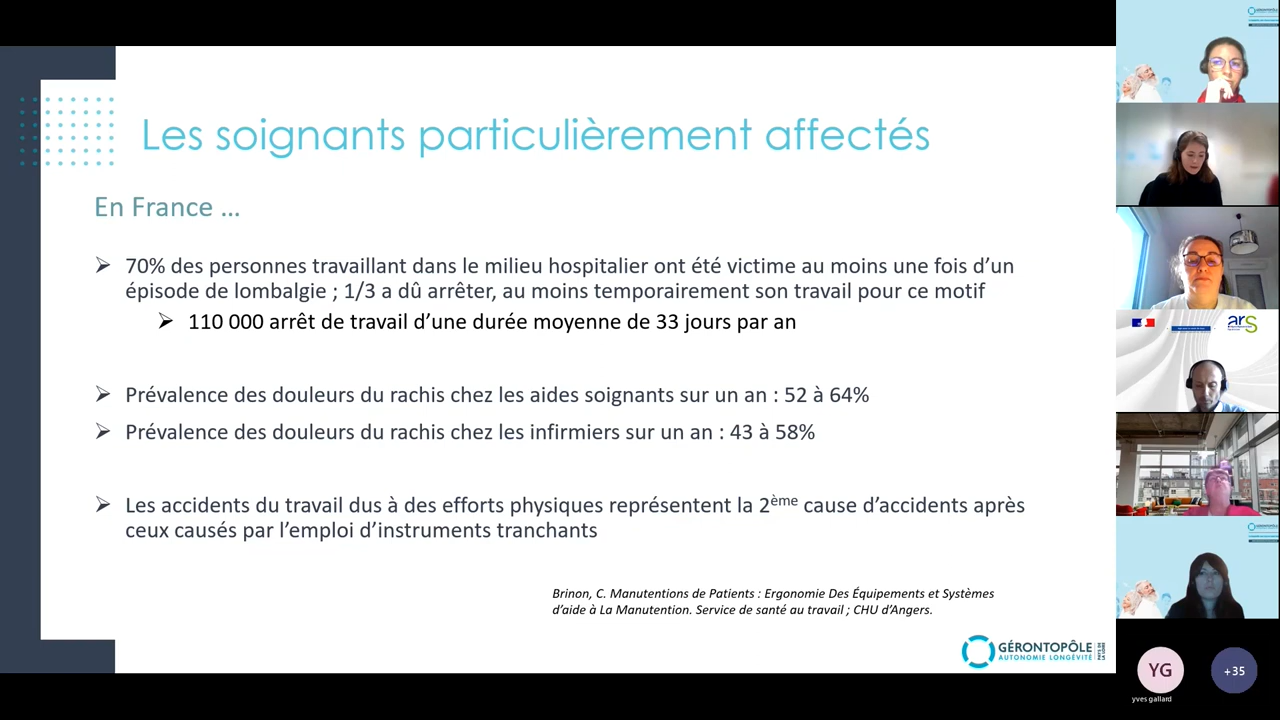 Les soignants particulièrement affectés
En France …
70% des personnes travaillant dans le milieu hospitalier ont été victime au moins une fois d’un
épisode de lombalgie ; 1/3 a dû arrêter, au moins temporairement son travail pour ce motif
110 000 arrêt de travail d’une durée moyenne de 33 jours par an
Prévalence des douleurs du rachis chez les aides soignants sur un an : 52 à 64%
Prévalence des douleurs du rachis chez les infirmiers sur un an : 43 à 58%
Les accidents du travail dus à des efforts physiques représentent la 2ème cause d’accidents après
ceux causés par l’emploi d’instruments tranchants
Brinon, C. Manutentions de Patients : Ergonomie Des Équipements et Systèmes
d’aide à La Manutention. Service de santé au travail ; CHU d’Angers.
GÉRONTOPÔLE
AUTONOMIE LONGÉVITÉ
PAYS DE LA LOIRE
ars
YG
+35
yves gallard